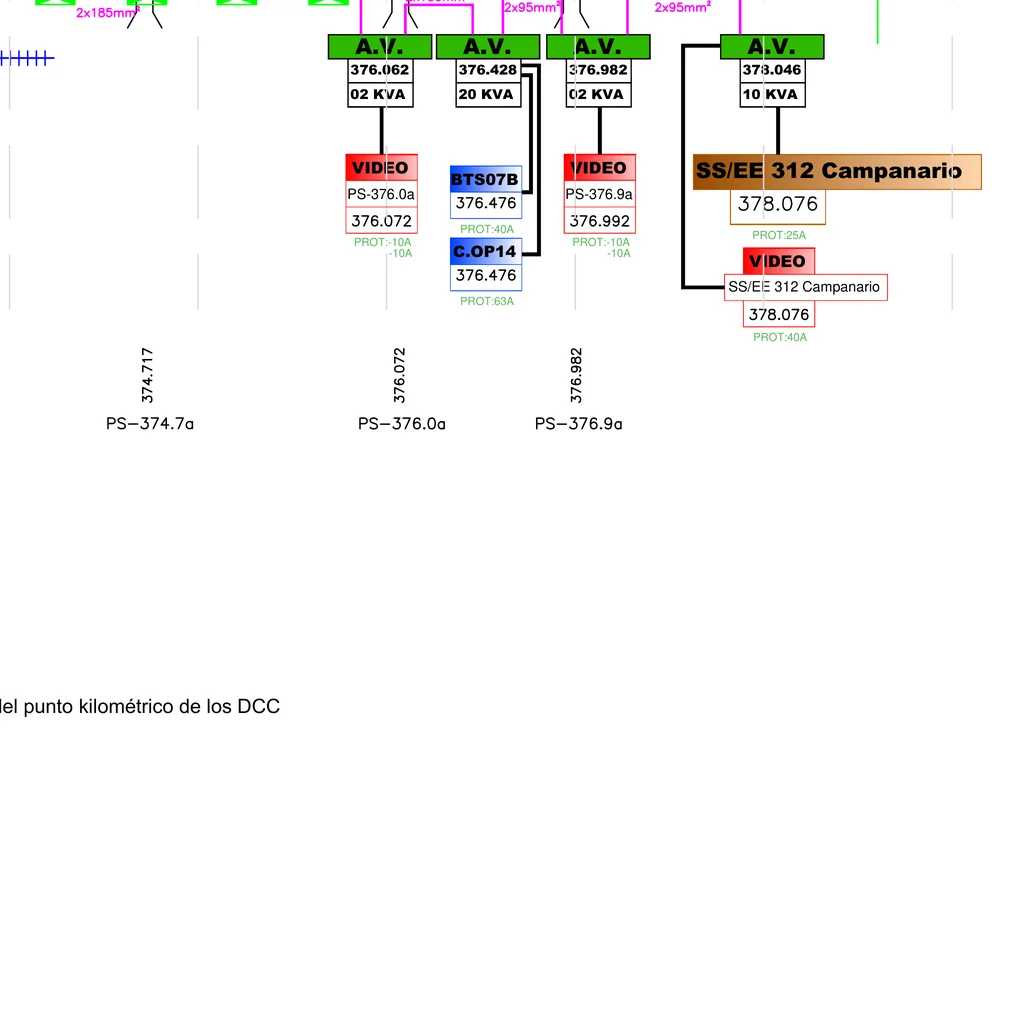 2x185mm²
2x95mm²
2x95mm²
A.V.
376.062
02 KVA
A.V.
376.428
20 KVA
A.V.
376.982
02 KVA
A.V.
378.046
10 KVA
VIDEO
PS-376.0a
376.072
PROT:-10A
-10A
BTS07B
376.476
PROT:40A
C.OP14
376.476
PROT:63A
VIDEO
PS-376.9a
376.992
PROT:-10A
-10A
SS/EE 312 Campanario
378.076
PROT:25A
VIDEO
SS/EE 312 Campanario
378.076
PROT:40A
374.717
PS-374.7a
376.072
PS-376.0a
376.982
PS-376.9a
del punto kilométrico de los DCC